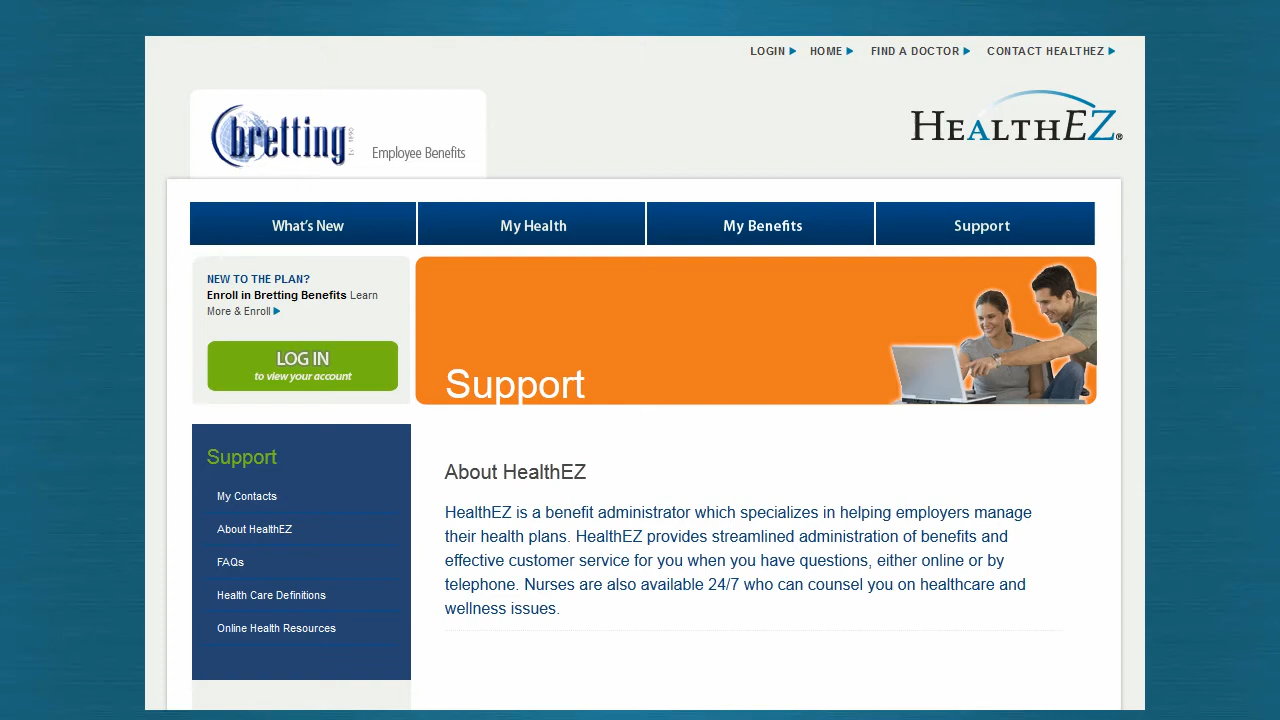 LOGIN HOME FIND A DOCTOR CONTACT HEALTHEZ
bretting Employee Benefits
HEALTHEZ®
What's New My Health My Benefits Support
NEW TO THE PLAN?
Enroll in Bretting Benefits Learn
More & Enroll
LOG IN
to view your account
Support
Support
My Contacts
About HealthEZ
FAQs
Health Care Definitions
Online Health Resources
About HealthEZ
HealthEZ is a benefit administrator which specializes in helping employers manage
their health plans. HealthEZ provides streamlined administration of benefits and
effective customer service for you when you have questions, either online or by
telephone. Nurses are also available 24/7 who can counsel you on healthcare and
wellness issues.